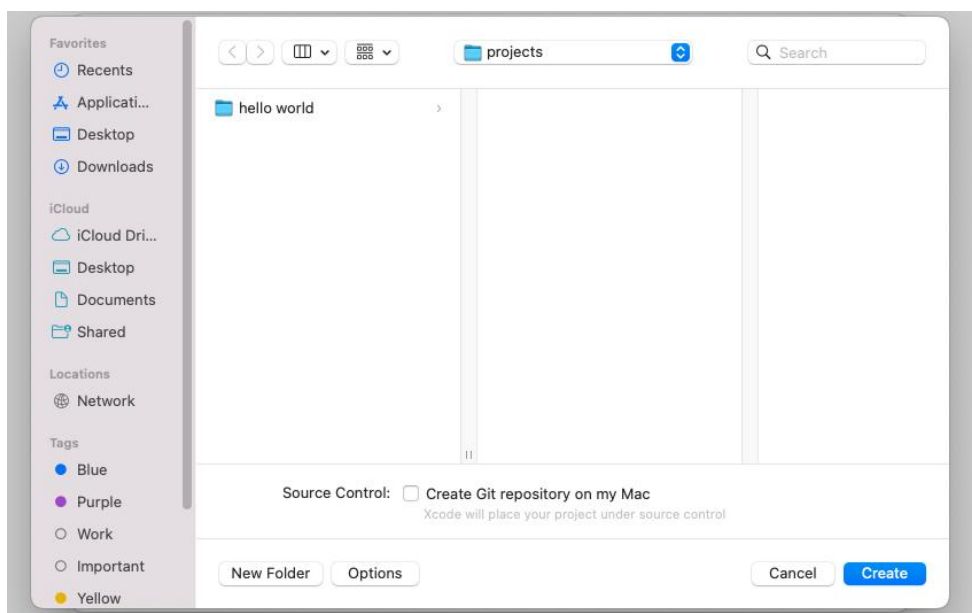 Favorites
Recents
Applicati...
Desktop
Downloads
iCloud
iCloud Dri...
Desktop
Documents
Shared
Locations
Network
Tags
Blue
Purple
Work
Important
Yellow
projects
Search
hello world
Source Control: Create Git repository on my Mac
Xcode will place your project under source control
New Folder Options Cancel Create